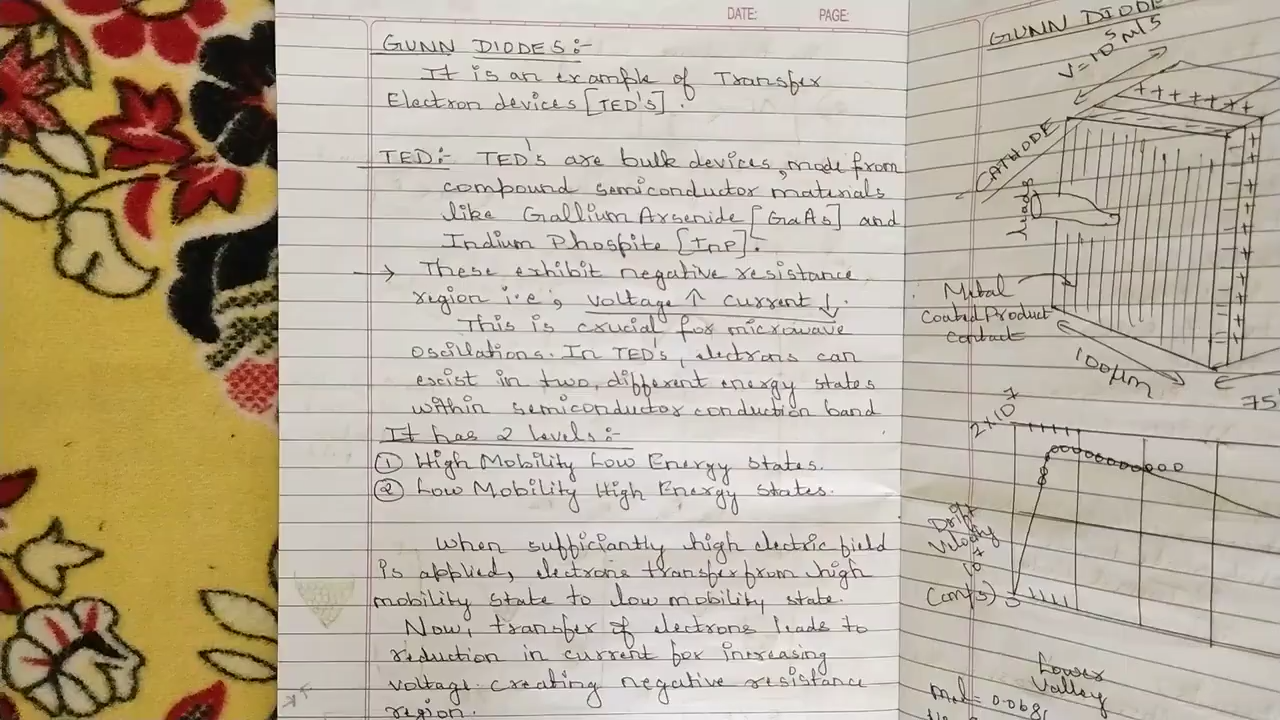 DATE: PAGE:
GUNN DIODES:-
It is an example of Transfer
Electron devices [TED's].
TED:- TED's are bulk devices, made from
compound semiconductor materials
like Gallium Arsenide [GaAs] and
Indium Phospite [InP]:-
→ These exhibit negative resistance
region i.e; voltage ↑ current ↓.
This is crucial for microwave
oscillations. In TED's, electrons can
escist in two, different energy states
within semiconductor conduction band
It has 2 levels:-
① High Mobility Low Energy states.
② Low Mobility High Energy states.
When sufficiantly high electric field
is applied, electrons transfer from high
mobility state to low mobility state.
Now, transfer of electrons leads to
reduction in current for increasing
voltage creating negative resistance
region.
GUNN DIODE
V=10⁵ m/s
CATHODE
leads
Metal
Coated Product
Contact
100μm
75
2×10⁷
Drift
Velocity
(cm/s)
0
Lower
Valley